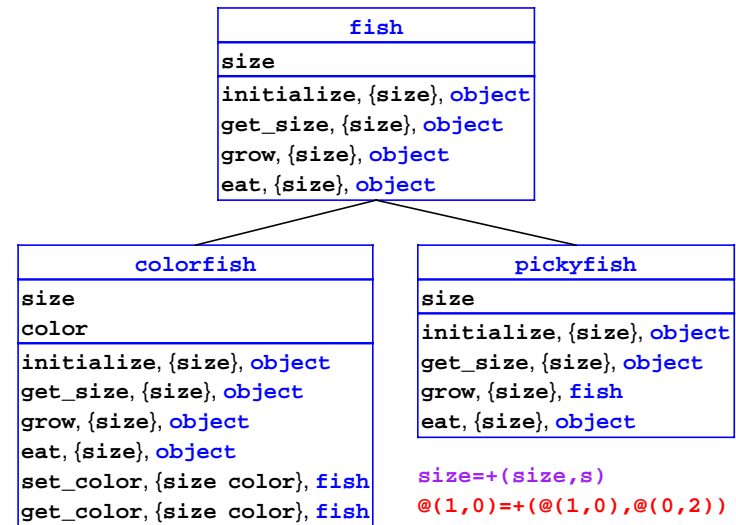 fish
size
initialize, {size}, object
get_size, {size}, object
grow, {size}, object
eat, {size}, object
colorfish
size
color
initialize, {size}, object
get_size, {size}, object
grow, {size}, object
eat, {size}, object
set_color, {size color}, fish
get_color, {size color}, fish
pickyfish
size
initialize, {size}, object
get_size, {size}, object
grow, {size}, fish
eat, {size}, object
size=+(size,s)
@(1,0)=+(@(1,0),@(0,2))